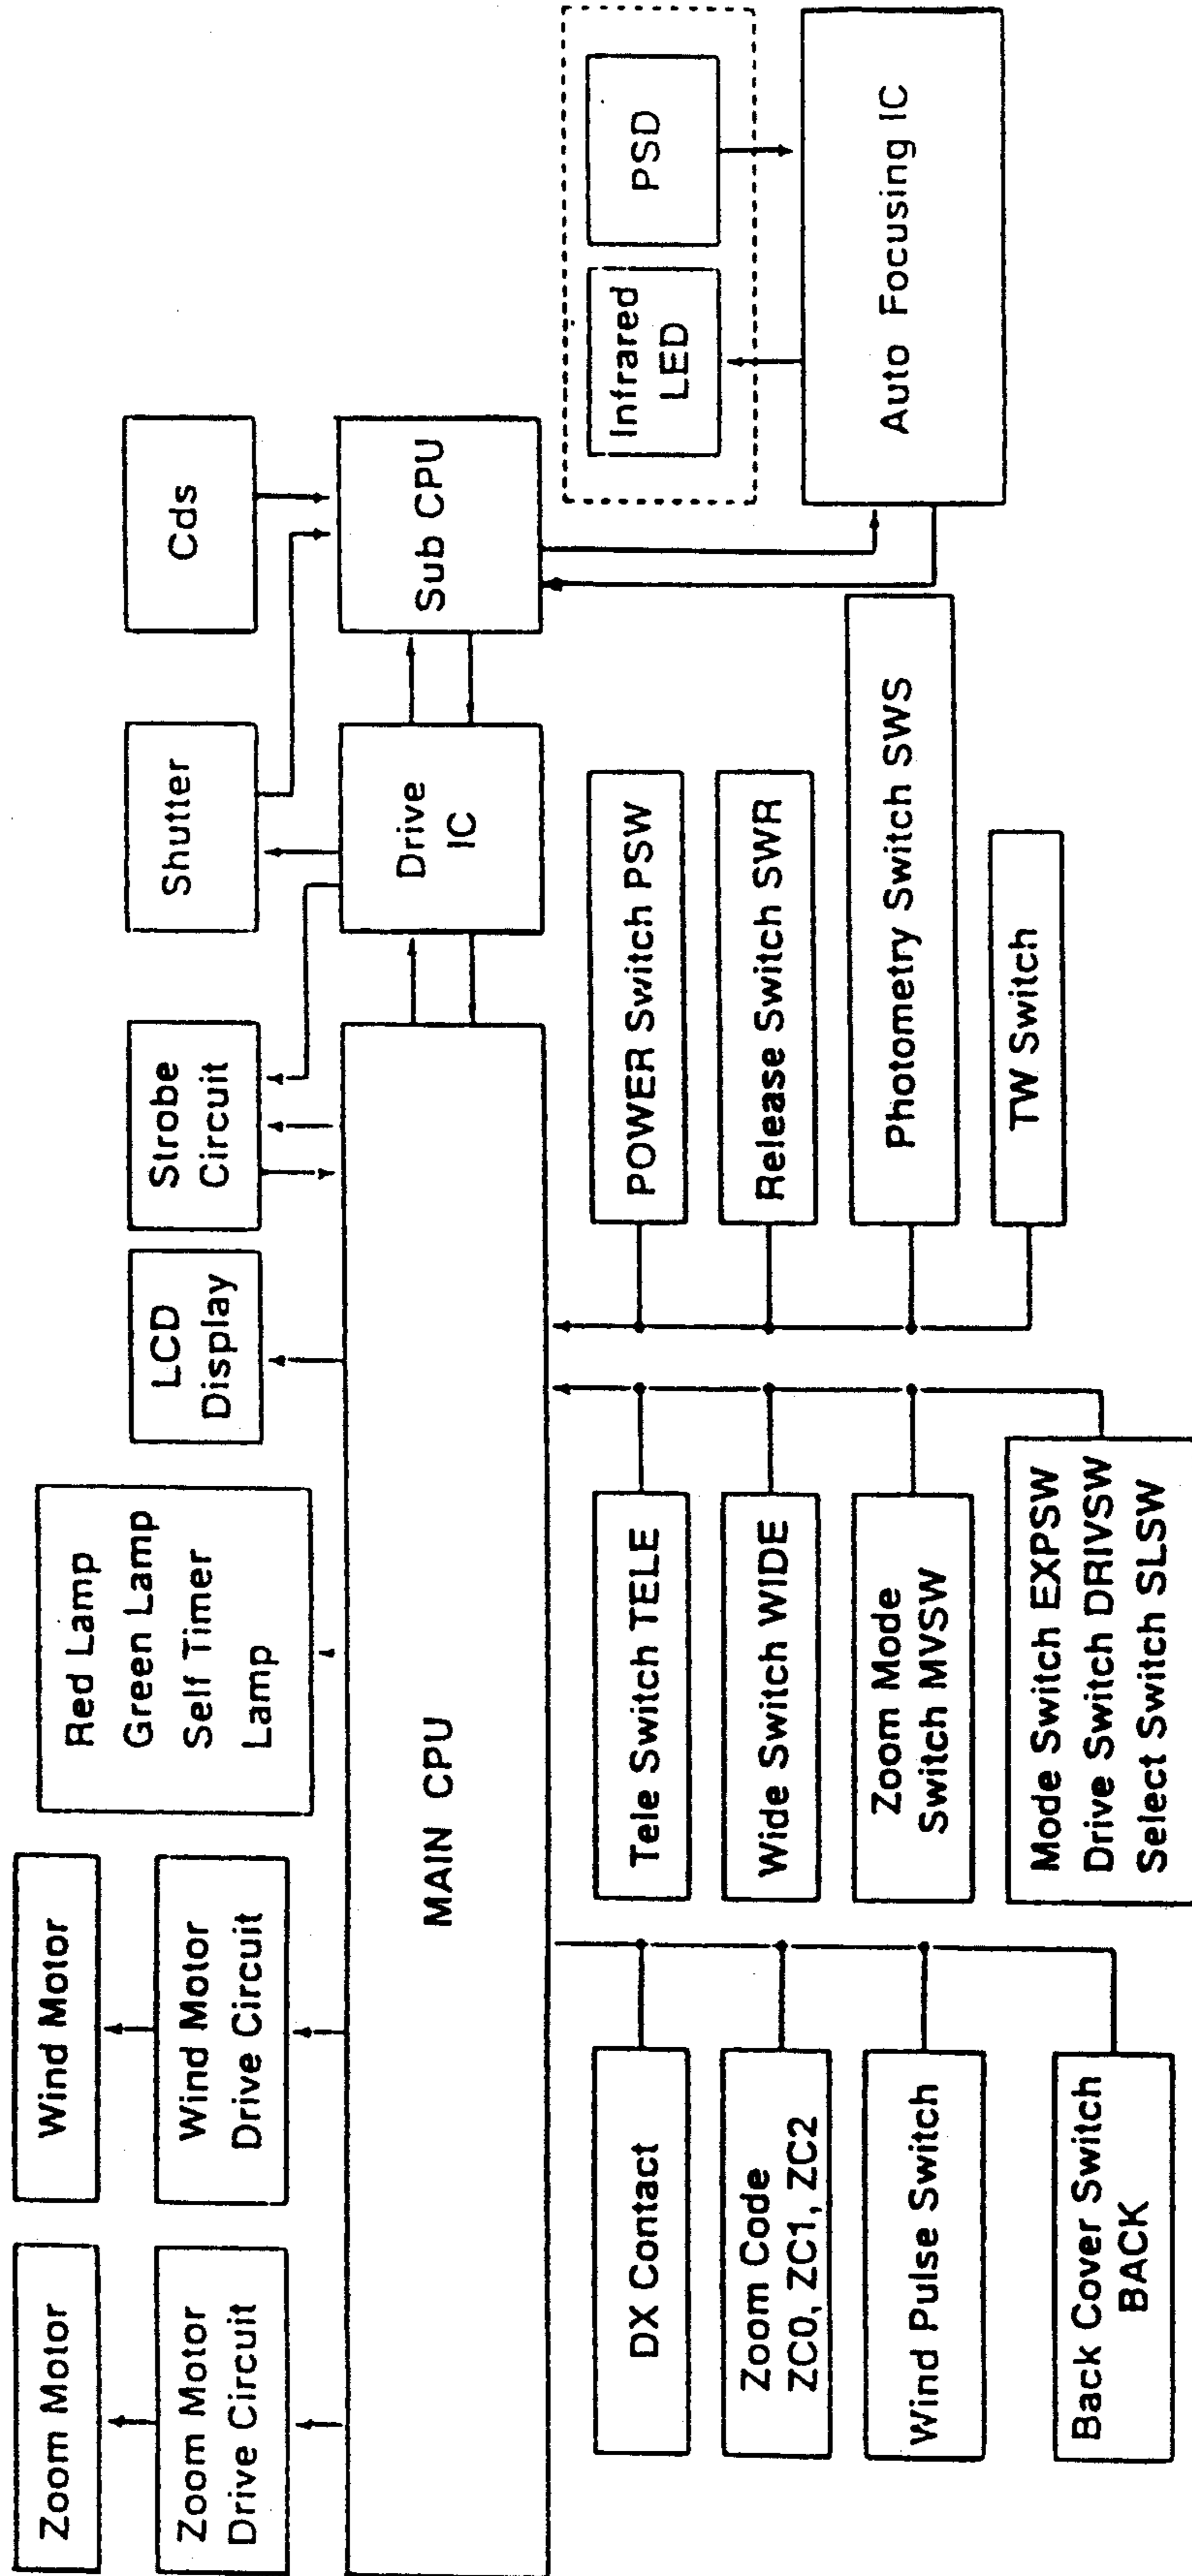 Zoom Motor
Wind Motor
Red Lamp
Green Lamp
Self Timer
Lamp
LCD
Display
Strobe
Circuit
Shutter
Cds
Zoom Motor
Drive Circuit
Wind Motor
Drive Circuit
MAIN CPU
Drive
IC
Sub CPU
Infrared
LED
PSD
Auto Focusing IC
DX Contact
Zoom Code
ZC0, ZC1, ZC2
Wind Pulse Switch
Back Cover Switch
BACK
Tele Switch TELE
Wide Switch WIDE
Zoom Mode
Switch MVSW
Mode Switch EXPSW
Drive Switch DRIVSW
Select Switch SLSW
POWER Switch PSW
Release Switch SWR
Photometry Switch SWS
TW Switch